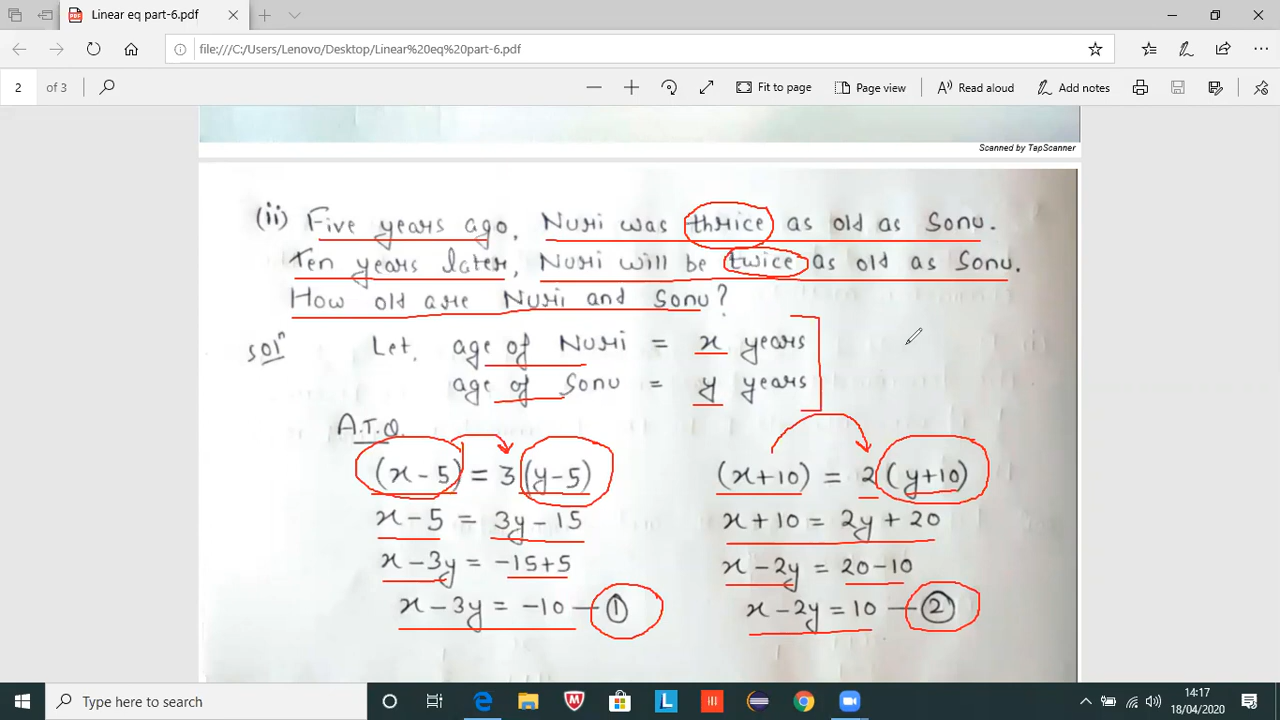 Linear eq part-6.pdf
file:///C:/Users/Lenovo/Desktop/Linear%20eq%20part-6.pdf
2 of 3
Fit to page
Page view
Read aloud
Add notes
Scanned by TapScanner
(ii) Five years ago, Nuri was thrice as old as Sonu.
Ten years later, Nuri will be twice as old as Sonu.
How old are Nuri and Sonu?
Solⁿ Let, age of Nuri = x years
age of Sonu = y years
A.T.Q.
(x-5) = 3(y-5)
x-5 = 3y-15
x-3y = -15+5
x-3y = -10 — ①
(x+10) = 2(y+10)
x+10 = 2y+20
x-2y = 20-10
x-2y = 10 — ②
Type here to search
14:17
18/04/2020